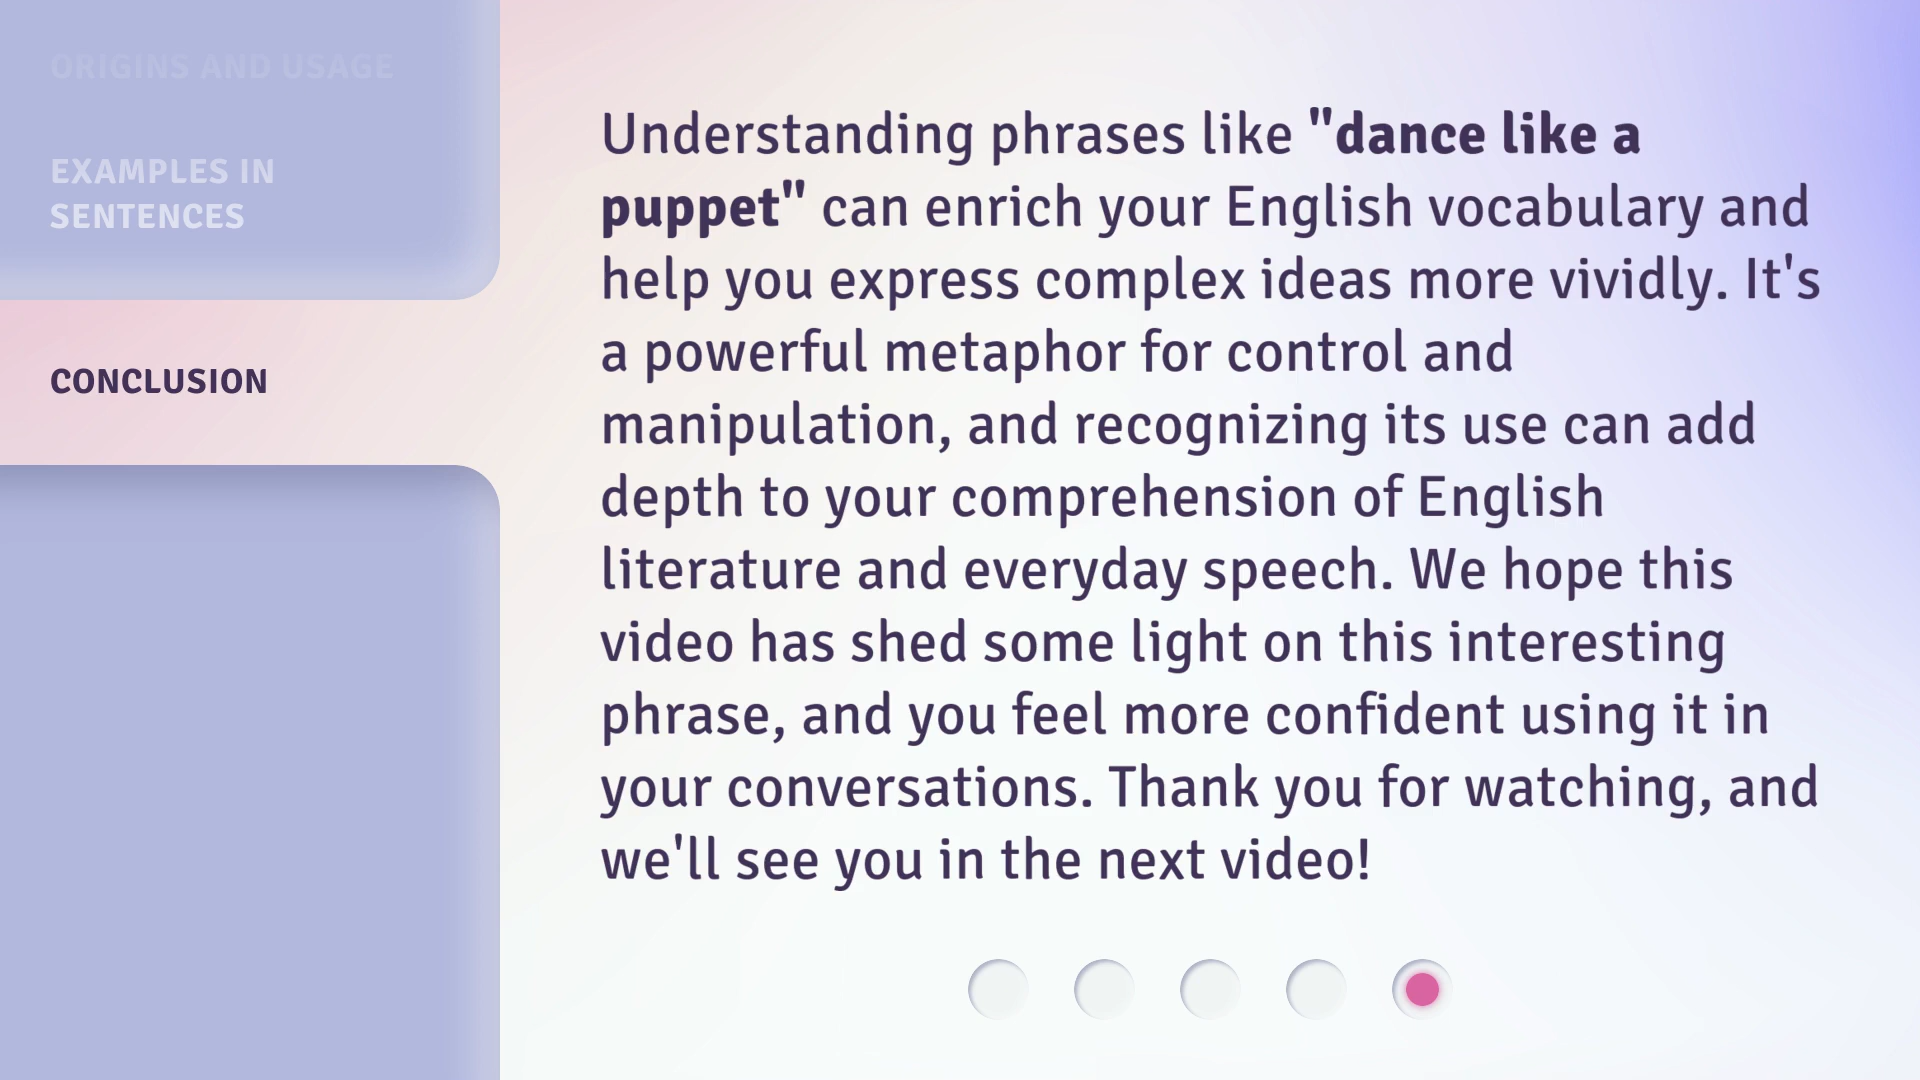 ORIGINS AND USAGE
EXAMPLES IN
SENTENCES
CONCLUSION
Understanding phrases like "dance like a
puppet" can enrich your English vocabulary and
help you express complex ideas more vividly. It's
a powerful metaphor for control and
manipulation, and recognizing its use can add
depth to your comprehension of English
literature and everyday speech. We hope this
video has shed some light on this interesting
phrase, and you feel more confident using it in
your conversations. Thank you for watching, and
we'll see you in the next video!